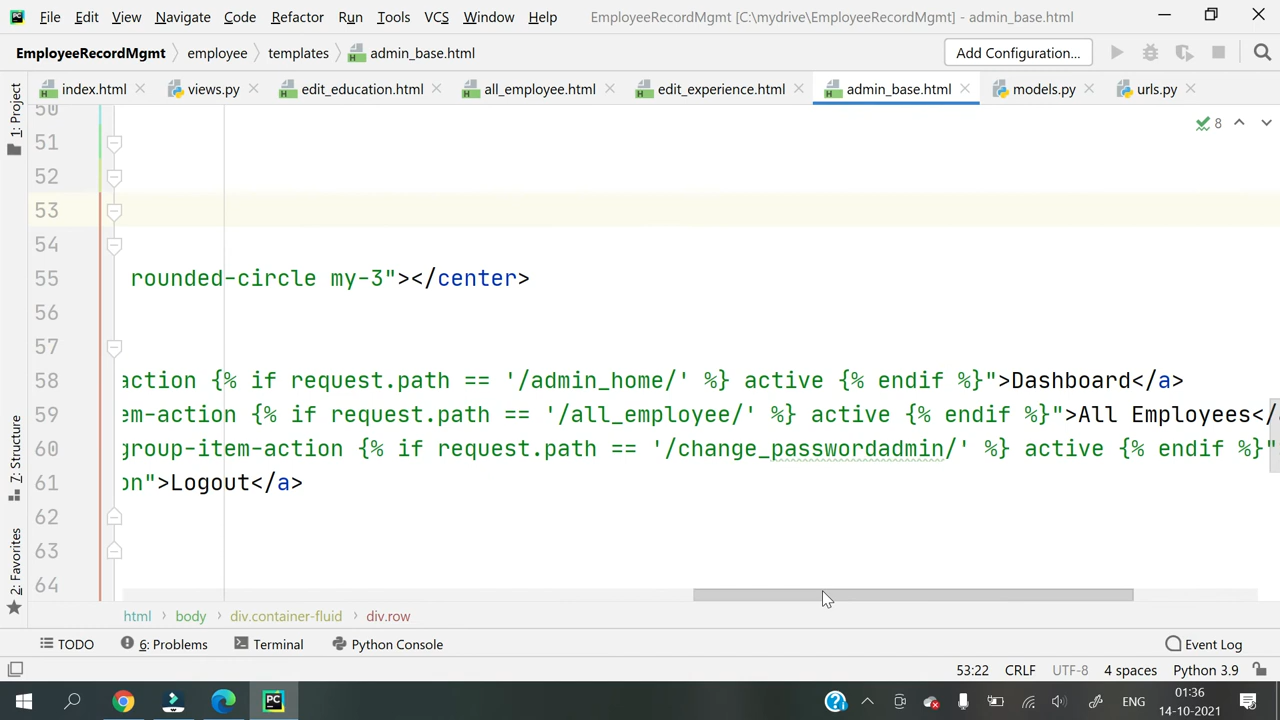 PC File Edit View Navigate Code Refactor Run Tools VCS Window Help EmployeeRecordMgmt [C:\mydrive\EmployeeRecordMgmt] - admin_base.html
EmployeeRecordMgmt employee templates admin_base.html Add Configuration...
index.html views.py edit_education.html all_employee.html edit_experience.html admin_base.html models.py urls.py
1: Project
Z: Structure
2: Favorites
50
8
51
52
53
54
55 rounded-circle my-3"></center>
56
57
58 action {% if request.path == '/admin_home/' %} active {% endif %}">Dashboard</a>
59 em-action {% if request.path == '/all_employee/' %} active {% endif %}">All Employees</
60 group-item-action {% if request.path == '/change_passwordadmin/' %} active {% endif %}"
61 on">Logout</a>
62
63
64
html body div.container-fluid div.row
TODO 6: Problems Terminal Python Console Event Log
53:22 CRLF UTF-8 4 spaces Python 3.9
PC ENG 01:36
14-10-2021